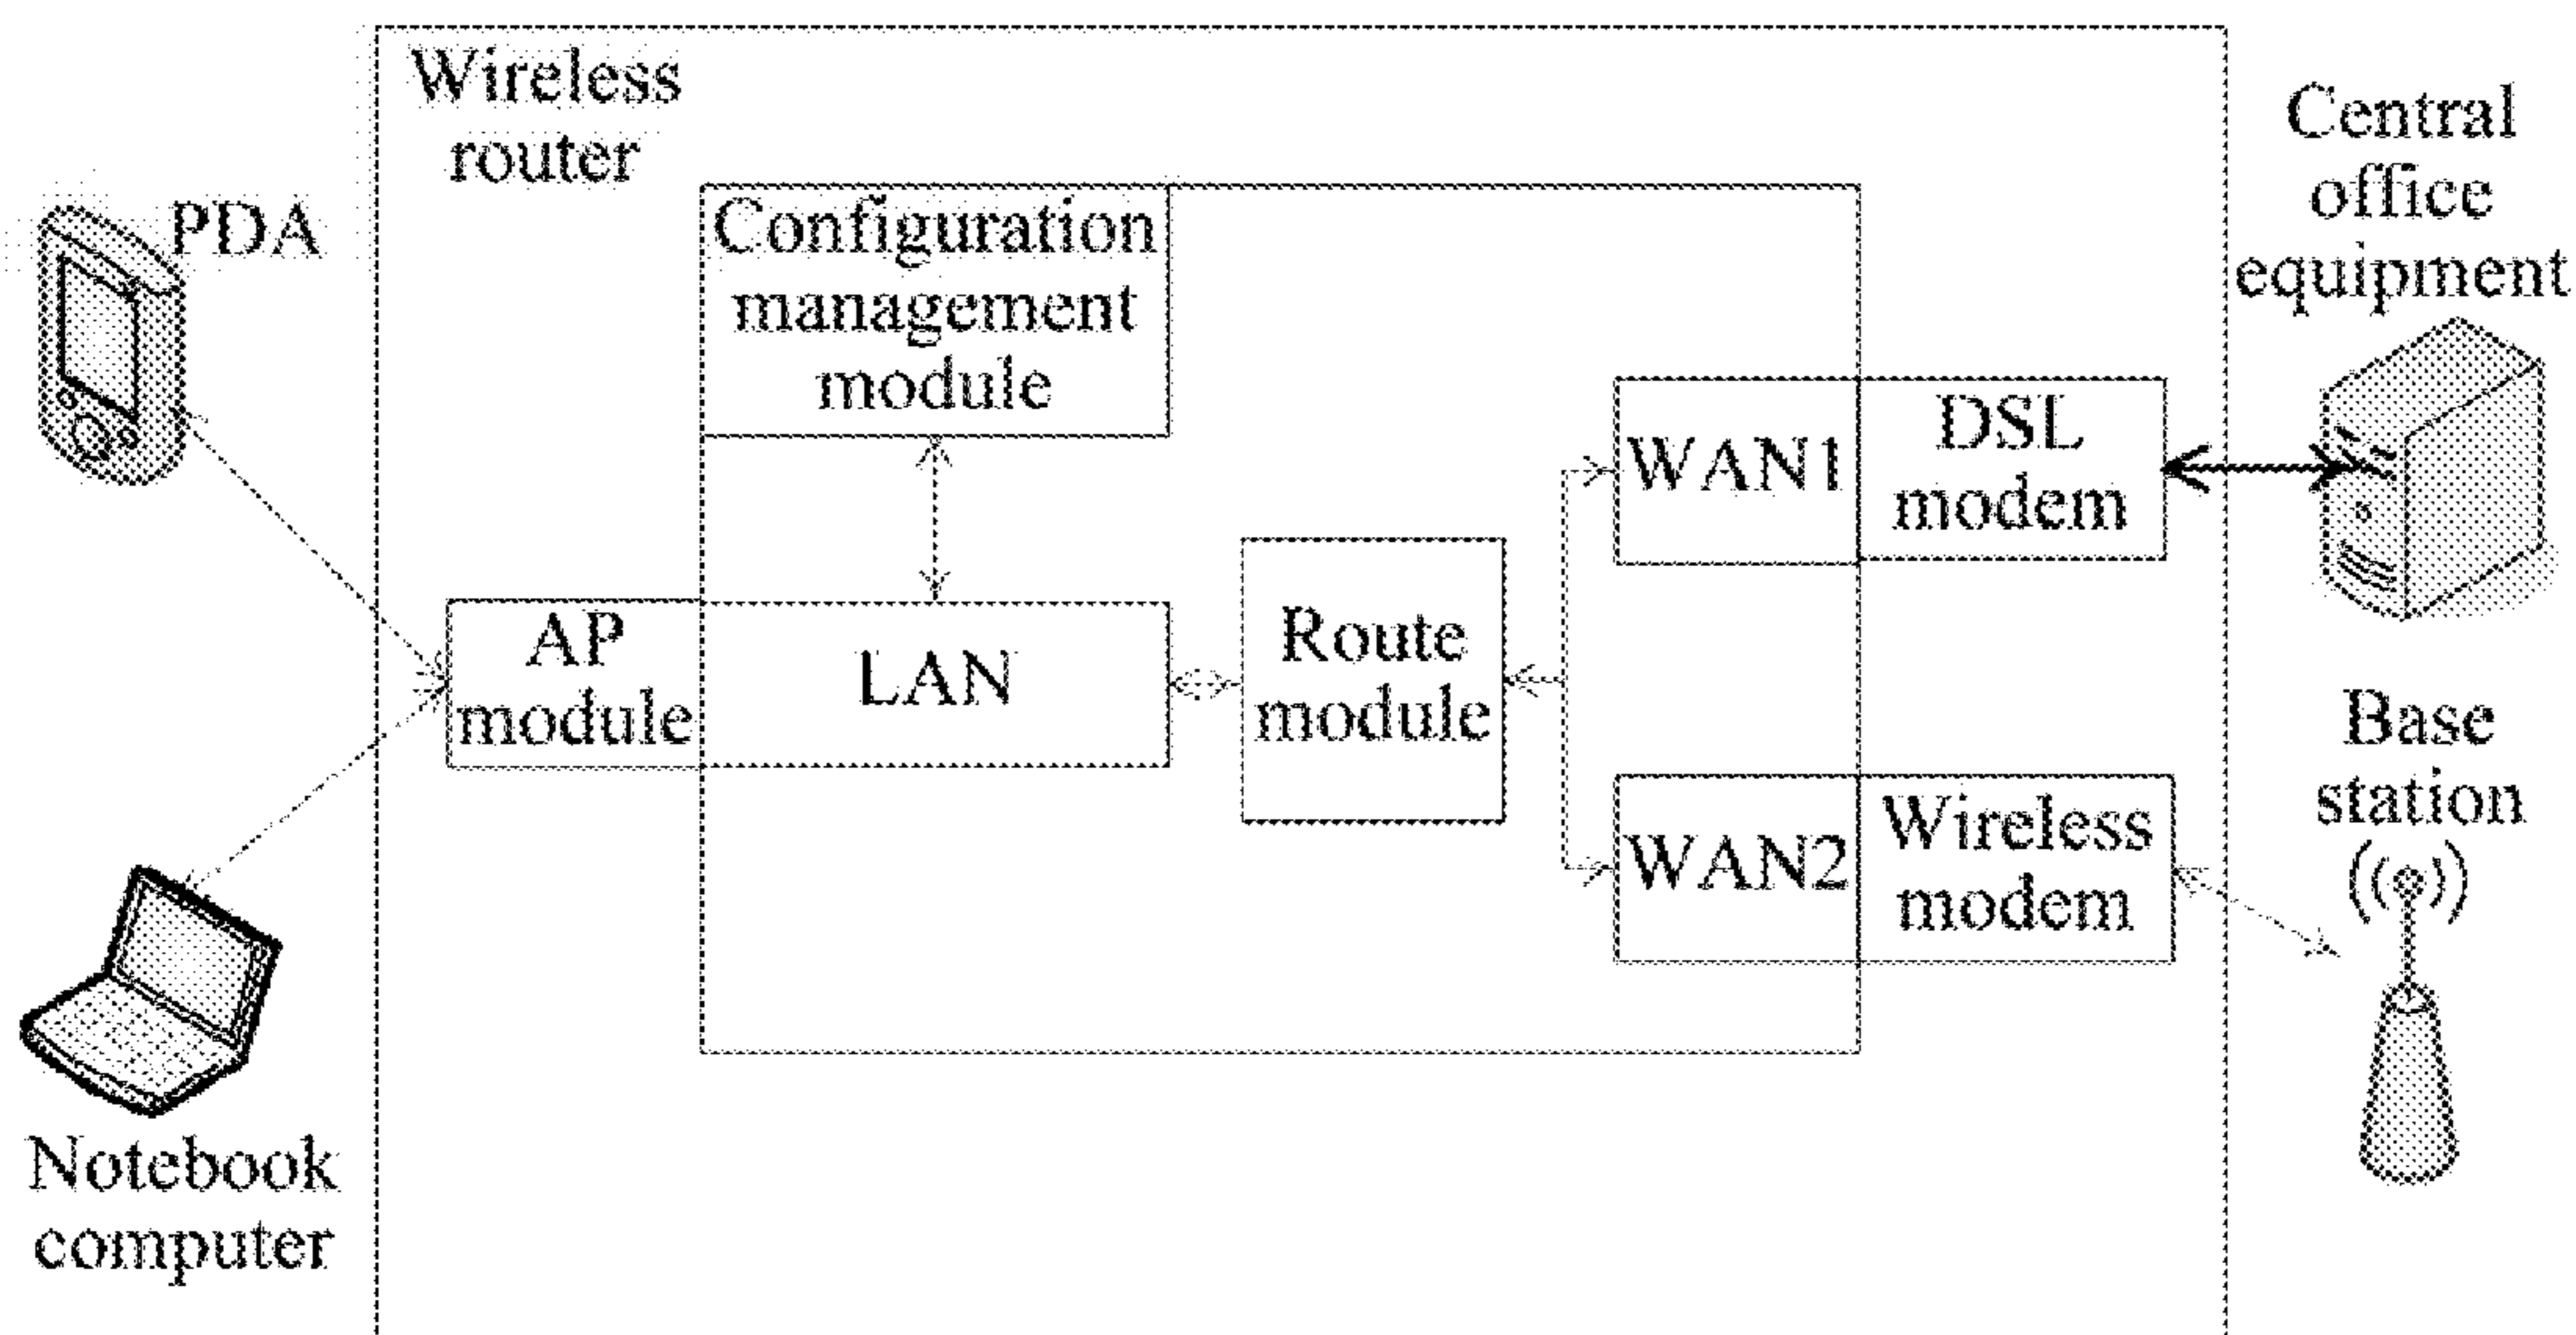 Wireless
router
PDA
Configuration
management
module
Central
office
equipment
WAN1
DSL
modem
AP
module
LAN
Route
module
WAN2
Wireless
modem
Base
station
Notebook
computer